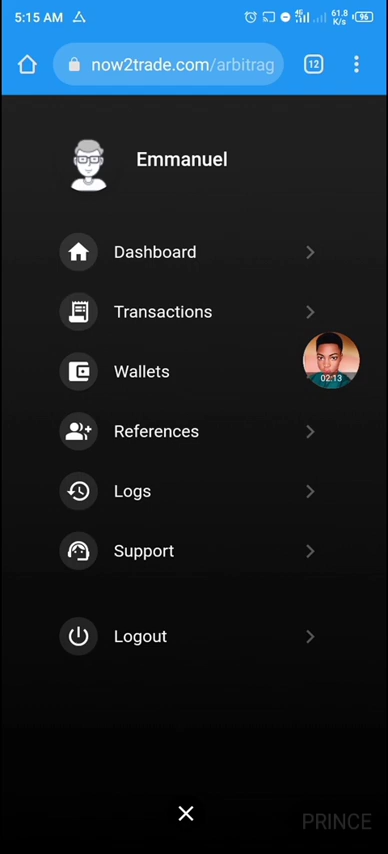 5:15 AM
4G
61.8
K/s
96
now2trade.com/arbitrag
12
Emmanuel
Dashboard
Transactions
Wallets
02:13
References
Logs
Support
Logout
PRINCE